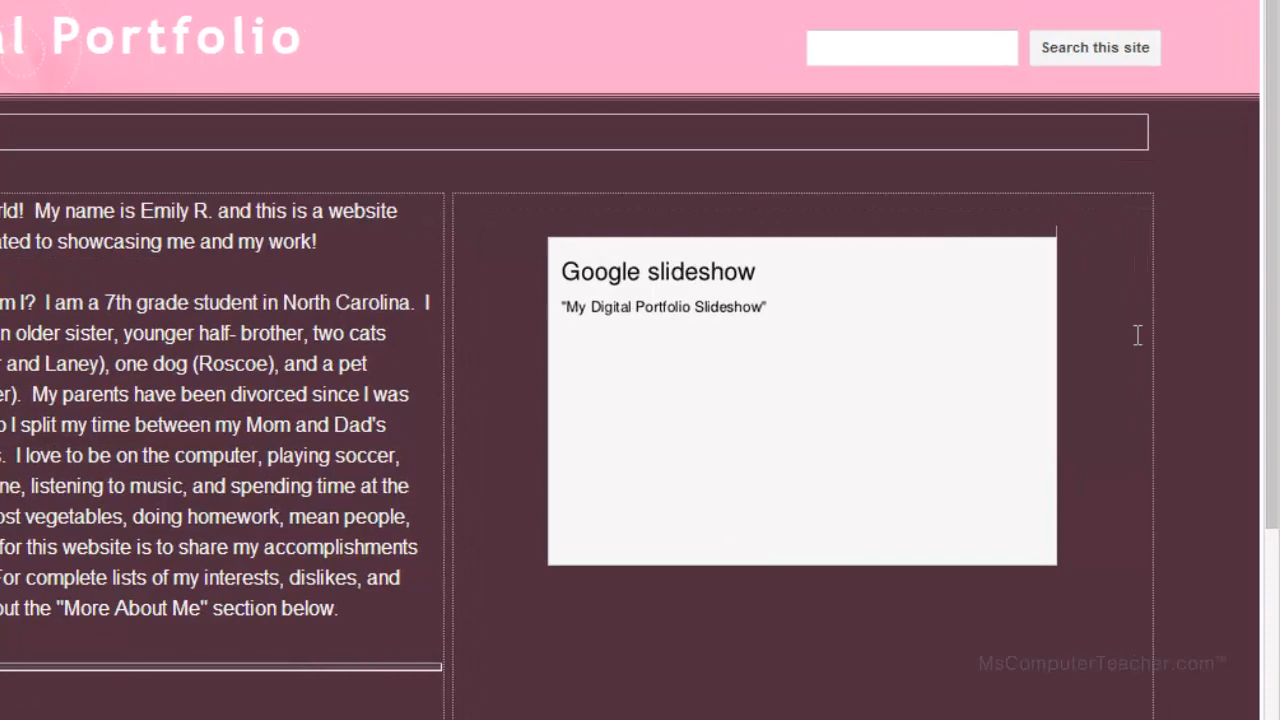 al Portfolio
Search this site
rld!  My name is Emily R. and this is a website
ated to showcasing me and my work!
m I?  I am a 7th grade student in North Carolina.  I
n older sister, younger half- brother, two cats
r and Laney), one dog (Roscoe), and a pet
er).  My parents have been divorced since I was
o I split my time between my Mom and Dad's
s.  I love to be on the computer, playing soccer,
ne, listening to music, and spending time at the
ost vegetables, doing homework, mean people,
for this website is to share my accomplishments
For complete lists of my interests, dislikes, and
out the "More About Me" section below.
Google slideshow
"My Digital Portfolio Slideshow"
MsComputerTeacher.com™